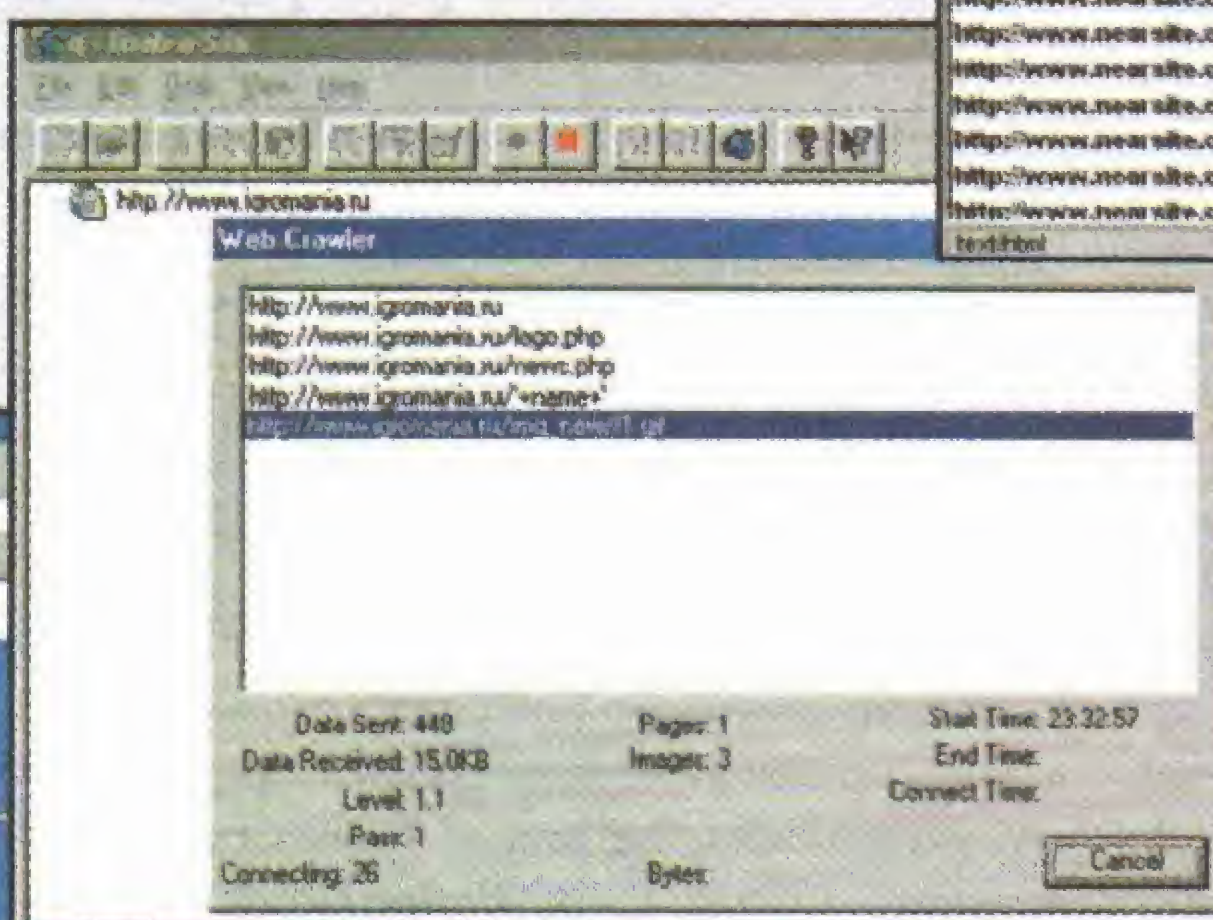 http://www.nearsite.c
http://www.nearsite.c
http://www.nearsite.c
http://www.nearsite.c
http://www.nearsite.c
http://www.nearsite.c
text/html
http://www.igromania.ru
Web Crawler
http://www.igromania.ru
http://www.igromania.ru/logo.php
http://www.igromania.ru/news.php
http://www.igromania.ru/'+name+'
Data Sent: 448
Data Received: 15.0KB
Level: 1.1
Pass: 1
Connecting: 26
Pages: 1
Images: 3
Bytes:
Start Time: 23:32:57
End Time:
Connect Time:
Cancel